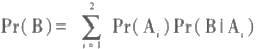 Pr(B) = ∑_{i=1}^{2} Pr(A_i) Pr(B|A_i)